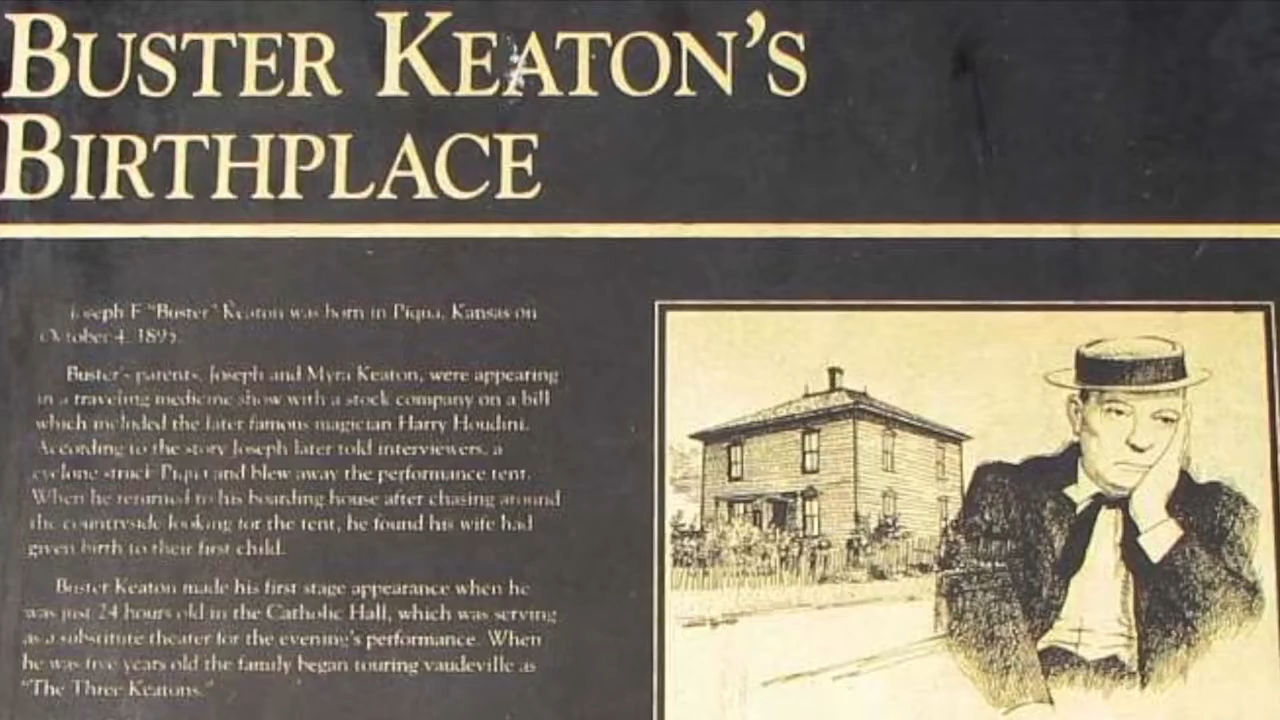 BUSTER KEATON'S
BIRTHPLACE
Joseph F "Buster" Keaton was born in Piqua, Kansas on
October 4, 1895.
Buster's parents, Joseph and Myra Keaton, were appearing
in a traveling medicine show with a stock company on a bill
which included the later famous magician Harry Houdini.
According to the story Joseph later told interviewers, a
cyclone struck Piqua and blew away the performance tent.
When he returned to his boarding house after chasing around
the countryside looking for the tent, he found his wife had
given birth to their first child.
Buster Keaton made his first stage appearance when he
was just 24 hours old in the Catholic Hall, which was serving
as a substitute theater for the evening's performance. When
he was five years old the family began touring vaudeville as
"The Three Keatons."